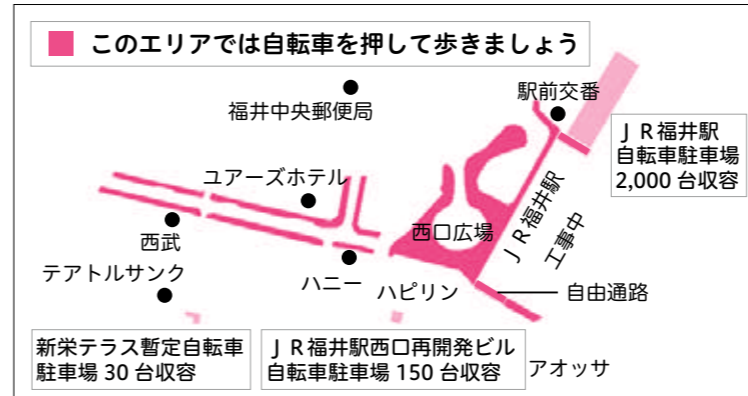 このエリアでは自転車を押して歩きましょう
駅前交番
福井中央郵便局
ＪＲ福井駅
自転車駐車場
2,000 台収容
ユアーズホテル
西口広場
ＪＲ福井駅
工事中
西武
テアトルサンク
ハニー
ハピリン
自由通路
新栄テラス暫定自転車
駐車場 30 台収容
ＪＲ福井駅西口再開発ビル
自転車駐車場 150 台収容
アオッサ